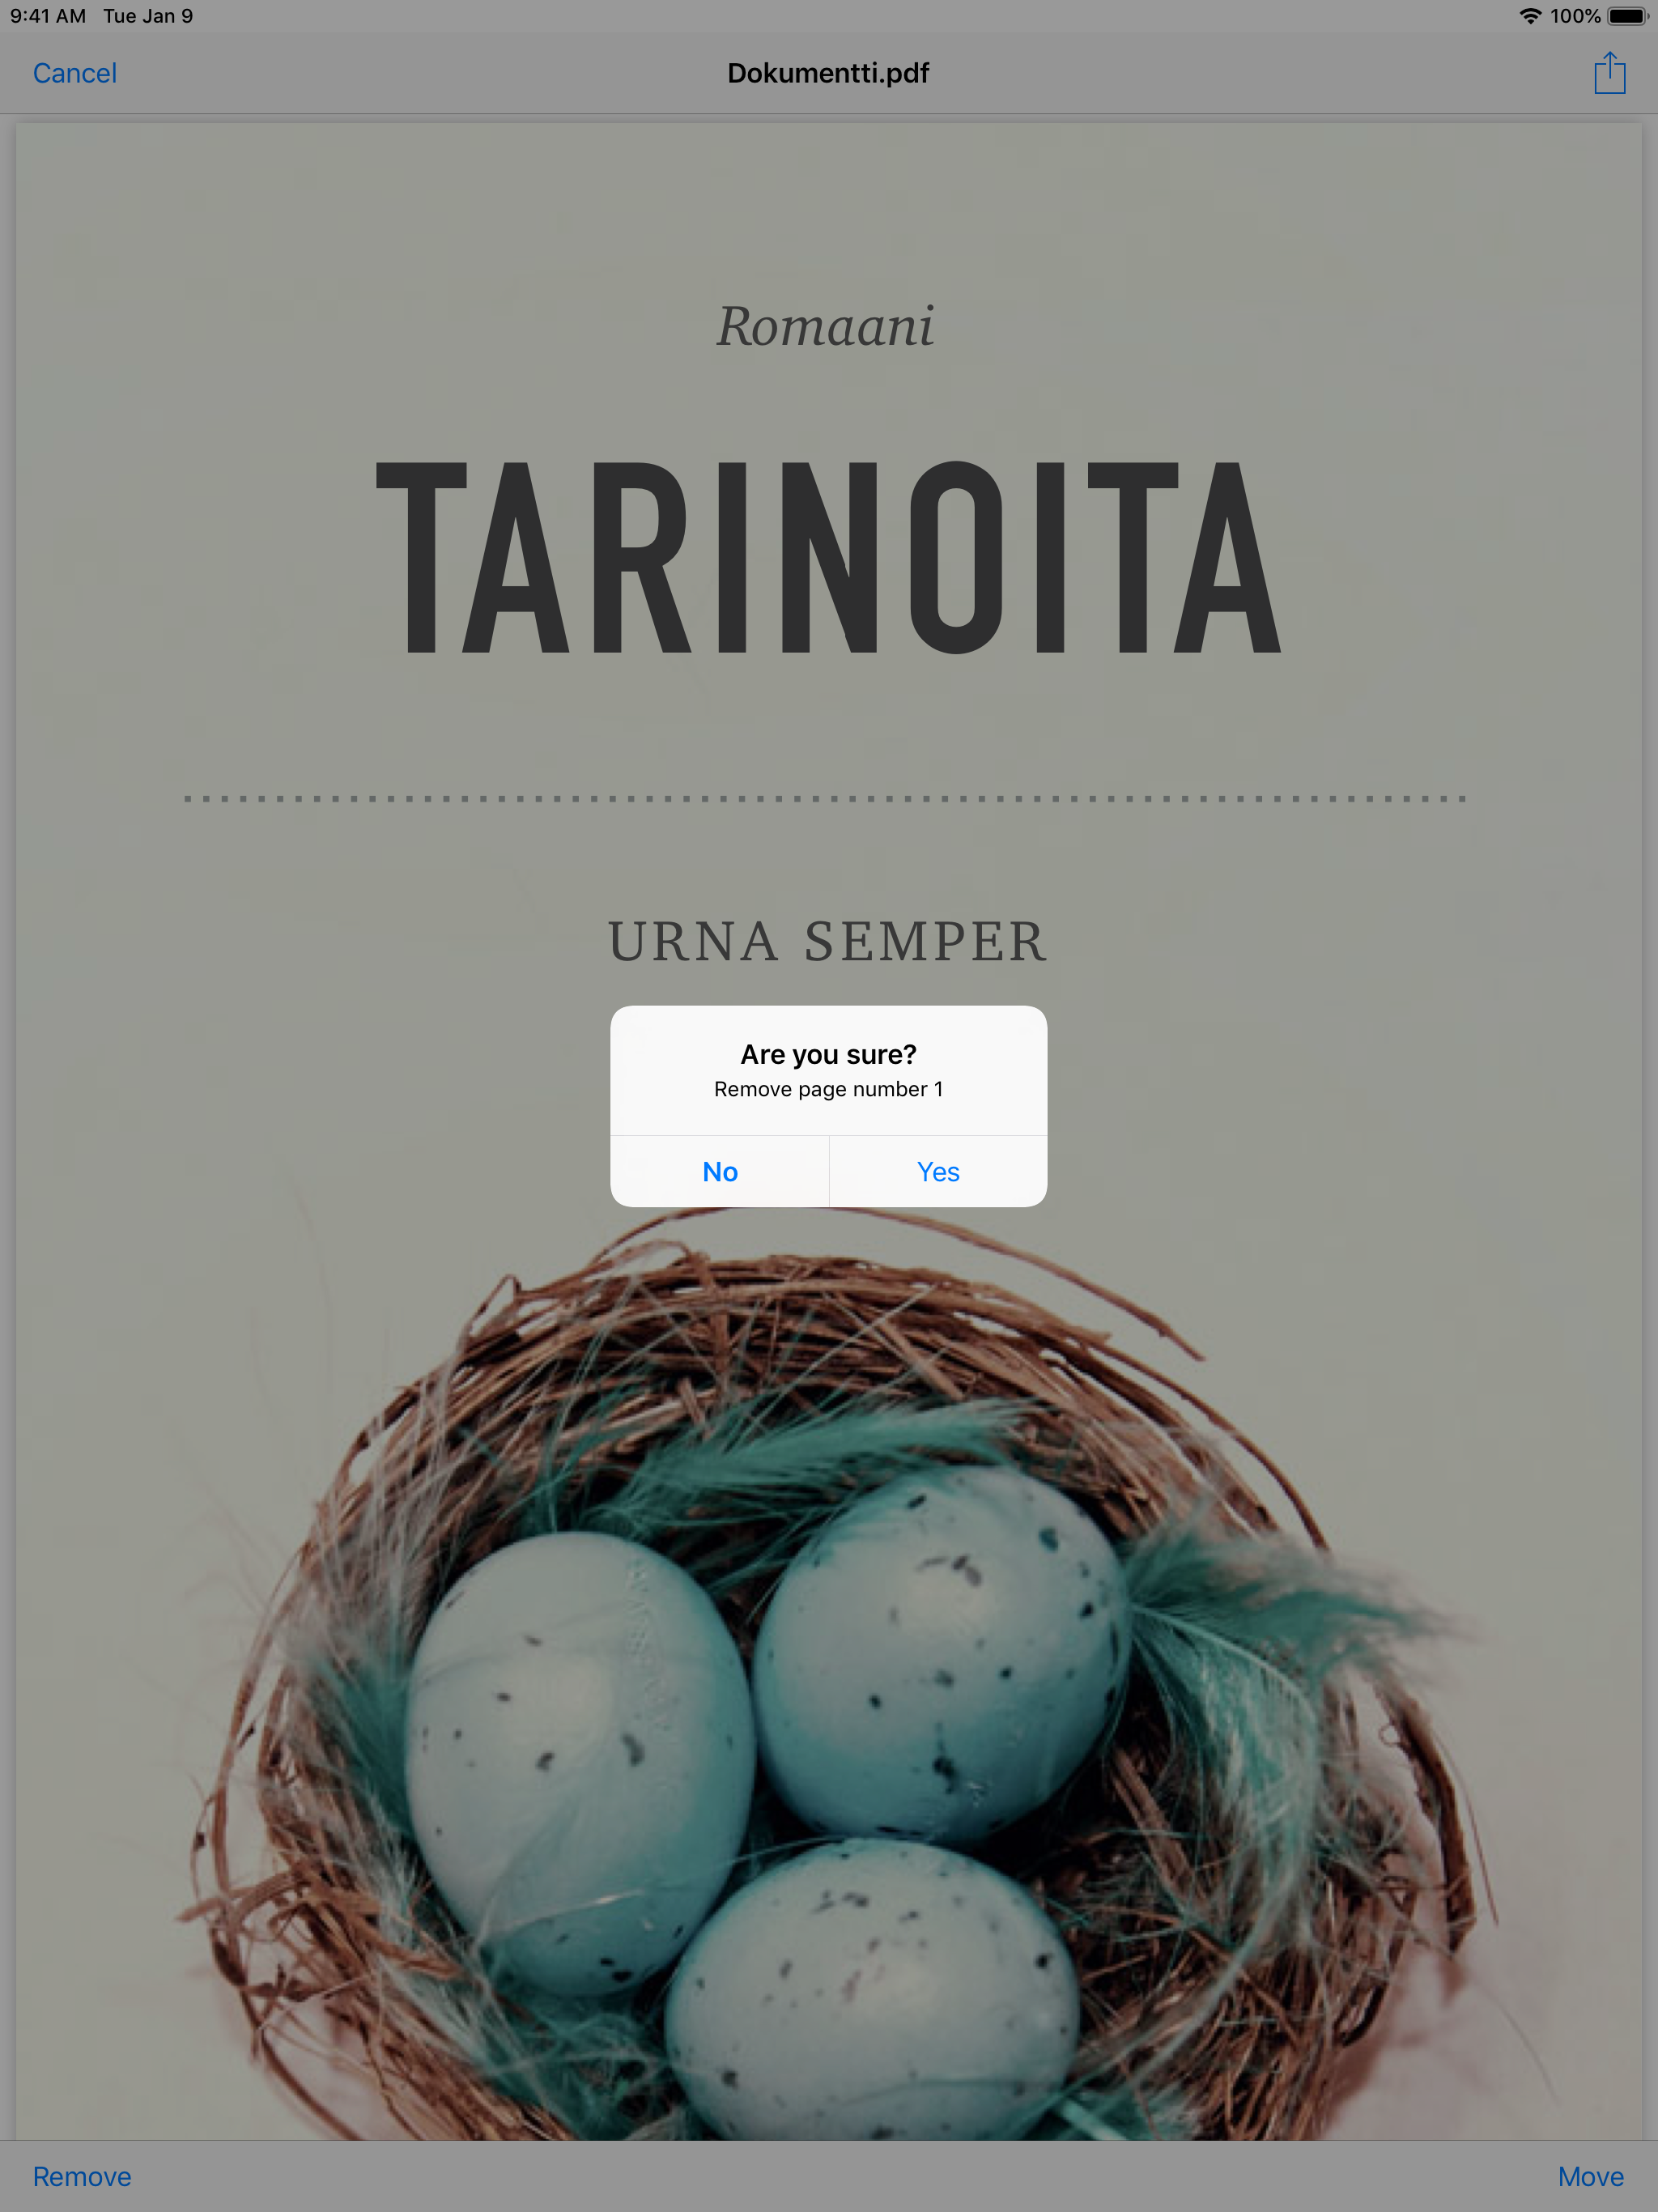 9:41 AM Tue Jan 9 100%
Cancel Dokumentti.pdf
Romaani
TARINOITA
URNA SEMPER
Are you sure?
Remove page number 1
No Yes
Remove Move